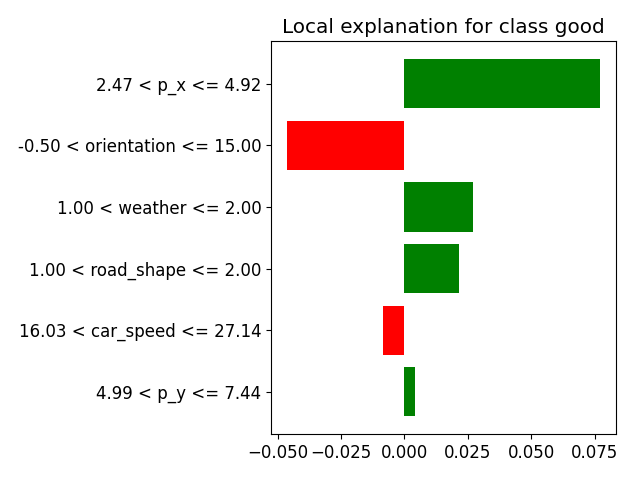 Local explanation for class good
2.47 < p_x <= 4.92
-0.50 < orientation <= 15.00
1.00 < weather <= 2.00
1.00 < road_shape <= 2.00
16.03 < car_speed <= 27.14
4.99 < p_y <= 7.44
−0.050 −0.025 0.000 0.025 0.050 0.075